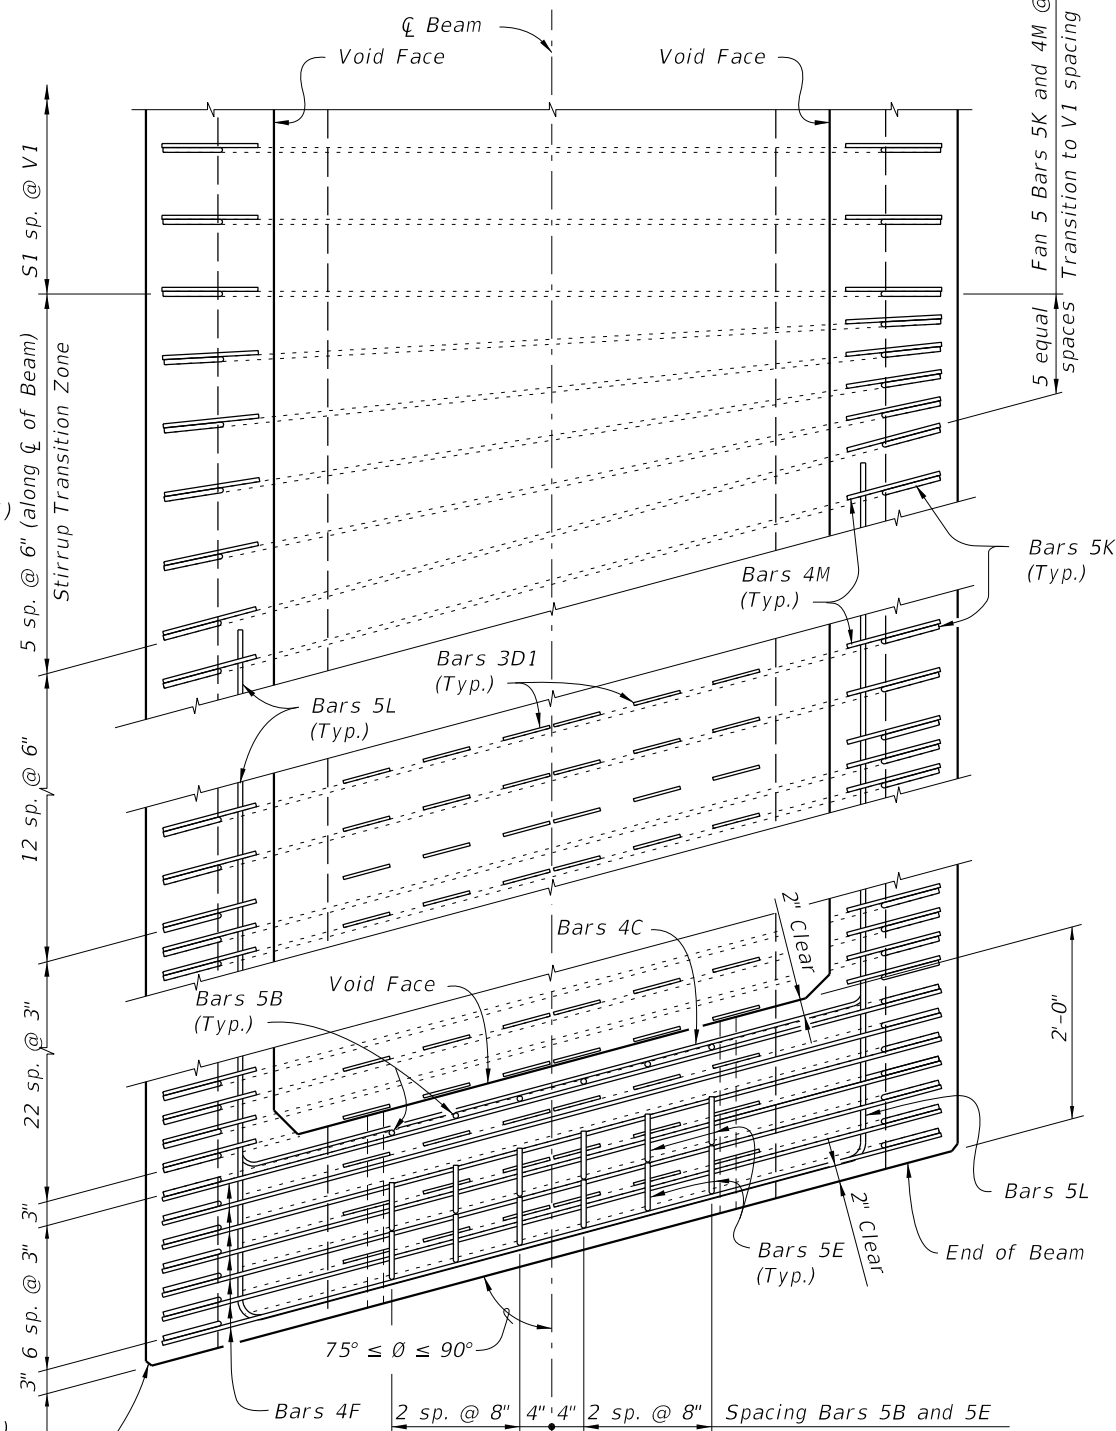 ℄ Beam
Void Face
Void Face
S1 sp. @ V1
5 sp. @ 6" (along ℄ of Beam)
Stirrup Transition Zone
12 sp. @ 6"
22 sp. @ 3"
3"
6 sp. @ 3"
3"
5 equal
spaces
Fan 5 Bars 5K and 4M @
Transition to V1 spacing
)
Bars 5K
(Typ.)
Bars 4M
(Typ.)
Bars 3D1
(Typ.)
Bars 5L
(Typ.)
Bars 4C
2" Clear
Void Face
Bars 5B
(Typ.)
2'-0"
Bars 5L
2" Clear
Bars 5E
(Typ.)
End of Beam
75° ≤ Ø ≤ 90°
Bars 4F
2 sp. @ 8" 4" 4" 2 sp. @ 8" Spacing Bars 5B and 5E